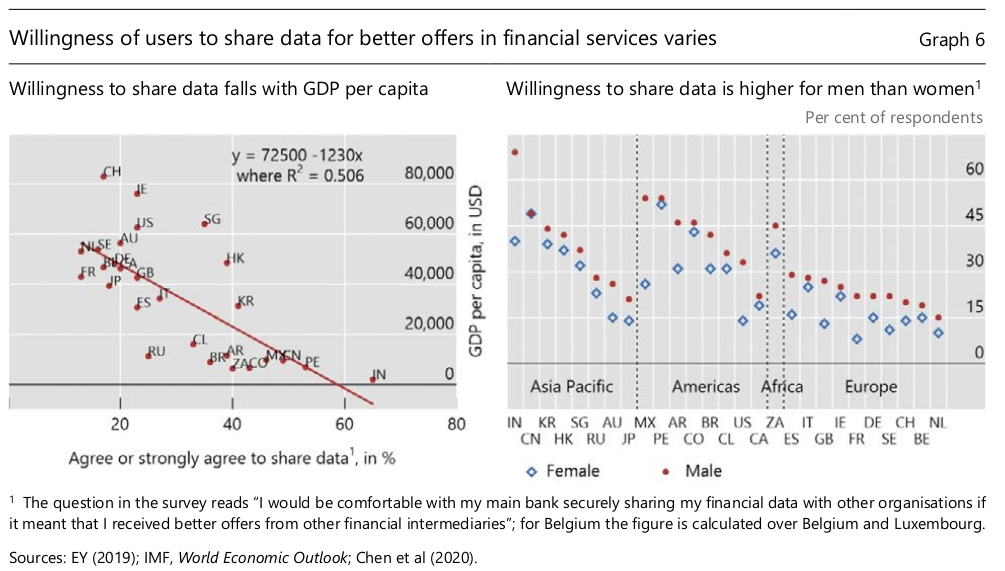 Willingness of users to share data for better offers in financial services varies
Graph 6
Willingness to share data falls with GDP per capita
y = 72500 -1230x
where R² = 0.506
80,000
60,000
40,000
20,000
0
GDP per capita, in USD
CH
IE
US
SG
AU
NL
SE
HK
DE
CA
BE
FR
GB
JP
IT
ES
KR
CL
RU
AR
BR
MX
CN
ZA
CO
PE
IN
20
40
60
80
Agree or strongly agree to share data¹, in %
Willingness to share data is higher for men than women¹
Per cent of respondents
60
45
30
15
0
Asia Pacific
Americas
Africa
Europe
IN KR SG AU MX AR BR US ZA IT IE DE CH NL
CN HK RU JP PE CO CL CA ES GB FR SE BE
Female
Male
¹ The question in the survey reads “I would be comfortable with my main bank securely sharing my financial data with other organisations if
it meant that I received better offers from other financial intermediaries”; for Belgium the figure is calculated over Belgium and Luxembourg.
Sources: EY (2019); IMF, World Economic Outlook; Chen et al (2020).